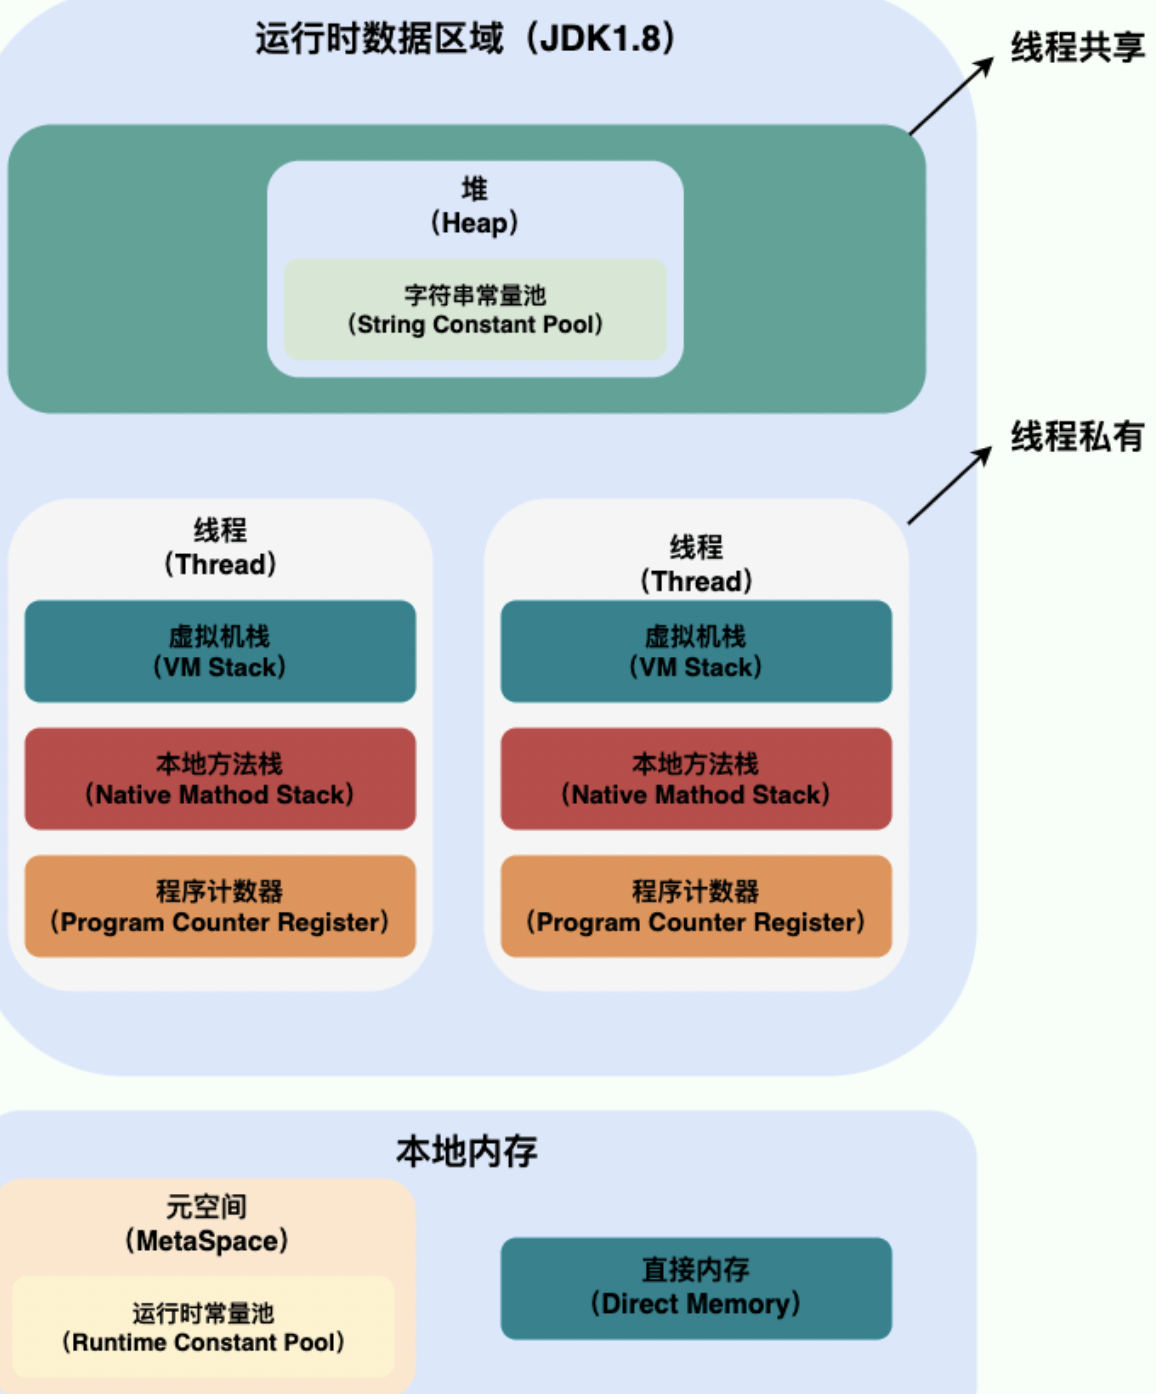 运行时数据区域（JDK1.8）
线程共享
堆
（Heap）
字符串常量池
（String Constant Pool）
线程私有
线程
（Thread）
虚拟机栈
（VM Stack）
本地方法栈
（Native Mathod Stack）
程序计数器
（Program Counter Register）
线程
（Thread）
虚拟机栈
（VM Stack）
本地方法栈
（Native Mathod Stack）
程序计数器
（Program Counter Register）
本地内存
元空间
（MetaSpace）
运行时常量池
（Runtime Constant Pool）
直接内存
（Direct Memory）